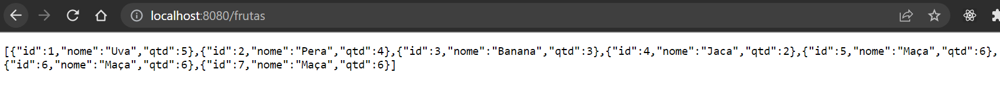 localhost:8080/frutas
[{"id":1,"nome":"Uva","qtd":5},{"id":2,"nome":"Pera","qtd":4},{"id":3,"nome":"Banana","qtd":3},{"id":4,"nome":"Jaca","qtd":2},{"id":5,"nome":"Maça","qtd":6},
{"id":6,"nome":"Maça","qtd":6},{"id":7,"nome":"Maça","qtd":6}]